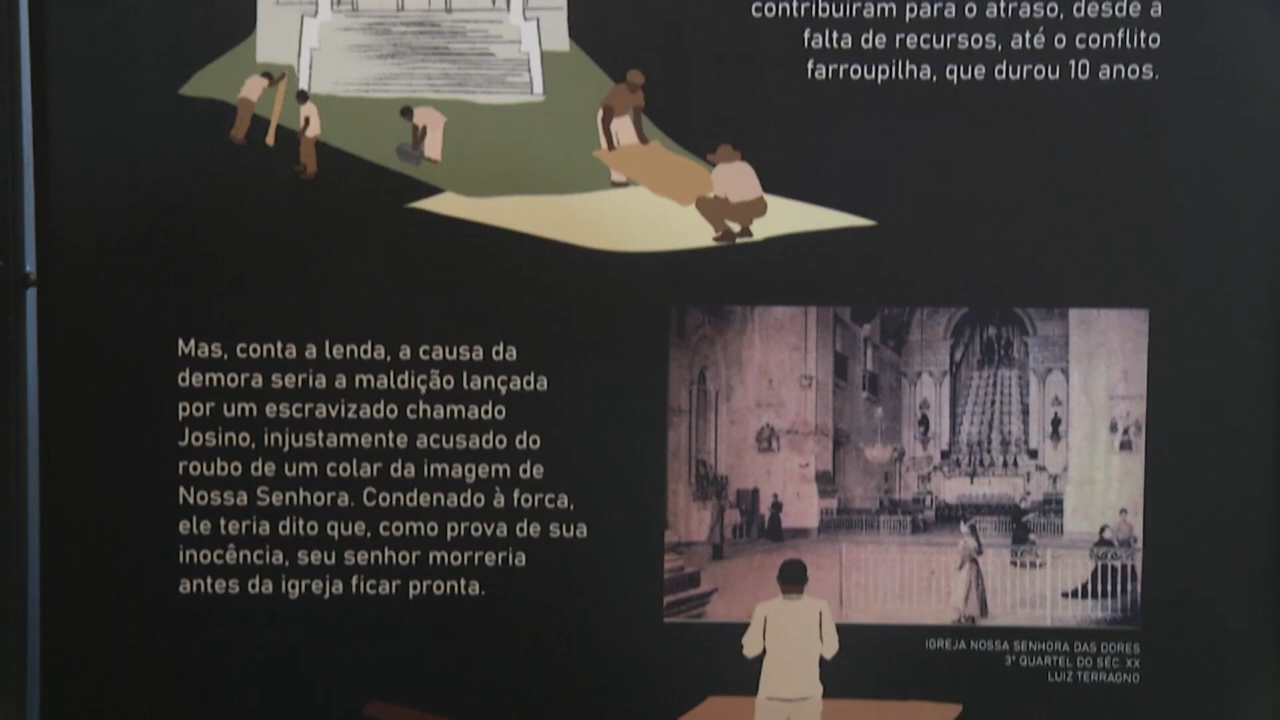 contribuíram para o atraso, desde a
falta de recursos, até o conflito
farroupilha, que durou 10 anos.
Mas, conta a lenda, a causa da
demora seria a maldição lançada
por um escravizado chamado
Josino, injustamente acusado do
roubo de um colar da imagem de
Nossa Senhora. Condenado à forca,
ele teria dito que, como prova de sua
inocência, seu senhor morreria
antes da igreja ficar pronta.
IGREJA NOSSA SENHORA DAS DORES
3º QUARTEL DO SÉC. XX
LUIZ TERRAGNO